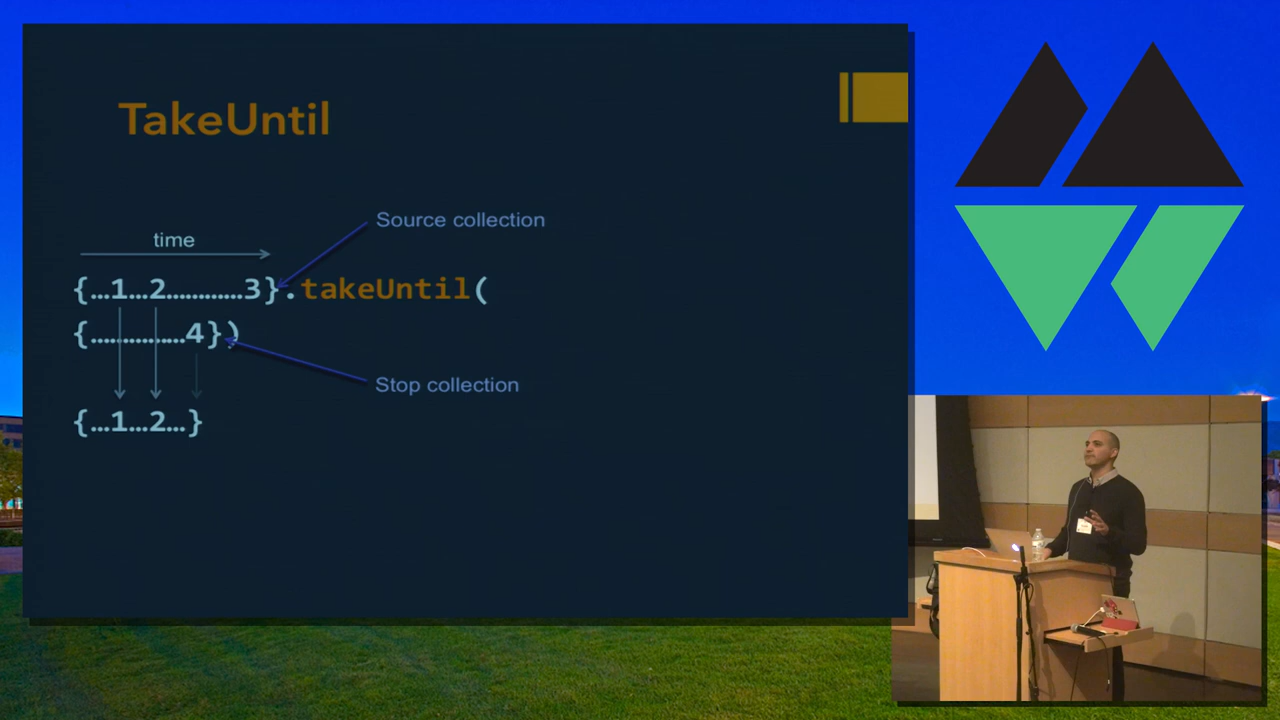 TakeUntil
Source collection
time
{...1...2............3}.takeUntil(
{...............4})
Stop collection
{...1...2...}